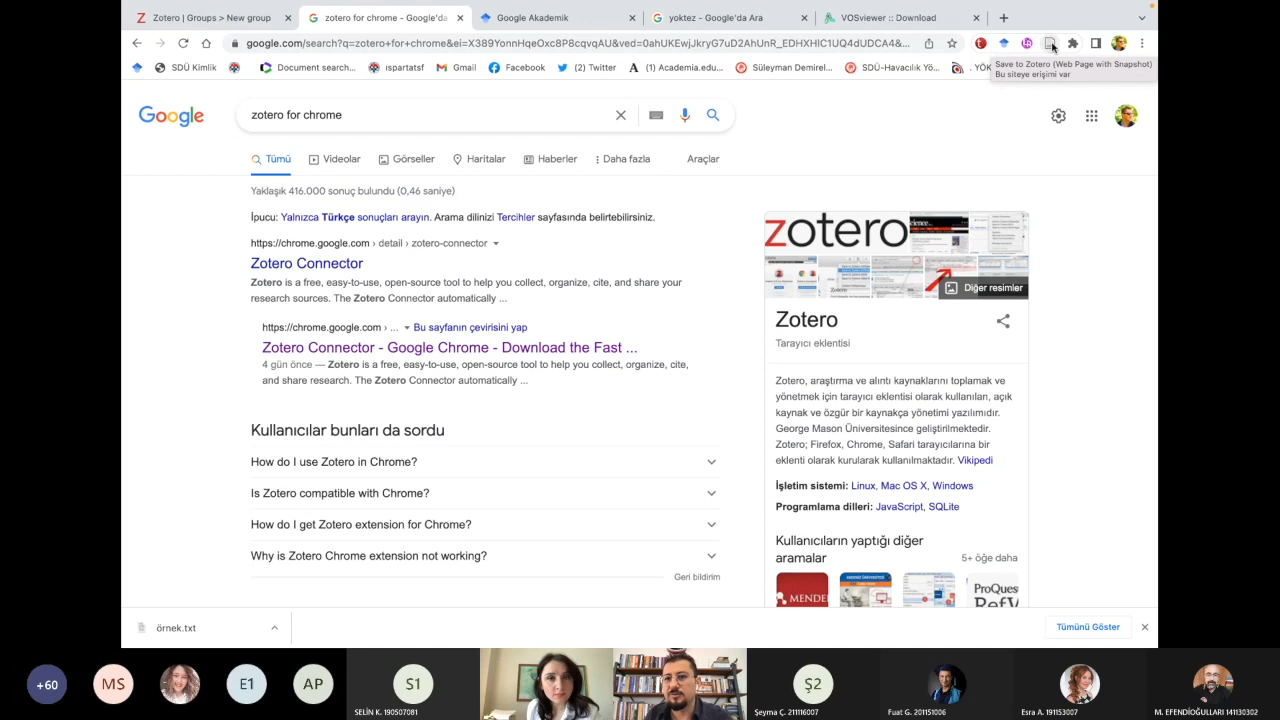 Zotero | Groups > New group
zotero for chrome - Google'da
Google Akademik
yoktez - Google'da Ara
VOSviewer :: Download
google.com/search?q=zotero+for+chrome&ei=X389YonnHqeOxc8P8cqvqAU&ved=0ahUKEwjJkryG7uD2AhUnR_EDHXHIC1UQ4dUDCA4&...
SDÜ Kimlik
Document search...
ıspartatsf
Gmail
Facebook
(2) Twitter
(1) Academia.edu...
Süleyman Demirel...
SDÜ-Havacılık Yö...
YÖK
Save to Zotero (Web Page with Snapshot)
Bu siteye erişimi var
Google
zotero for chrome
Tümü
Videolar
Görseller
Haritalar
Haberler
Daha fazla
Araçlar
Yaklaşık 416.000 sonuç bulundu (0,46 saniye)
İpucu: Yalnızca Türkçe sonuçları arayın. Arama dilinizi Tercihler sayfasında belirtebilirsiniz.
https://chrome.google.com › detail › zotero-connector
Zotero Connector
Zotero is a free, easy-to-use, open-source tool to help you collect, organize, cite, and share your
research sources. The Zotero Connector automatically ...
https://chrome.google.com › ... Bu sayfanın çevirisini yap
Zotero Connector - Google Chrome - Download the Fast ...
4 gün önce — Zotero is a free, easy-to-use, open-source tool to help you collect, organize, cite,
and share research. The Zotero Connector automatically ...
Kullanıcılar bunları da sordu
How do I use Zotero in Chrome?
Is Zotero compatible with Chrome?
How do I get Zotero extension for Chrome?
Why is Zotero Chrome extension not working?
Geri bildirim
zotero
Diğer resimler
Zotero
Tarayıcı eklentisi
Zotero, araştırma ve alıntı kaynaklarını toplamak ve
yönetmek için tarayıcı eklentisi olarak kullanılan, açık
kaynak ve özgür bir kaynakça yönetimi yazılımıdır.
George Mason Üniversitesince geliştirilmektedir.
Zotero; Firefox, Chrome, Safari tarayıcılarına bir
eklenti olarak kurularak kullanılmaktadır. Vikipedi
İşletim sistemi: Linux, Mac OS X, Windows
Programlama dilleri: JavaScript, SQLite
Kullanıcıların yaptığı diğer
aramalar
5+ öğe daha
MENDE
ProQues
RefW
örnek.txt
Tümünü Göster
+60
MS
E1
AP
S1
Ş2
SELİN K. 190507081
Şeyma Ç. 211116007
Fuat G. 201151006
Esra A. 191153007
M. EFENDİOĞULLARI 141130302